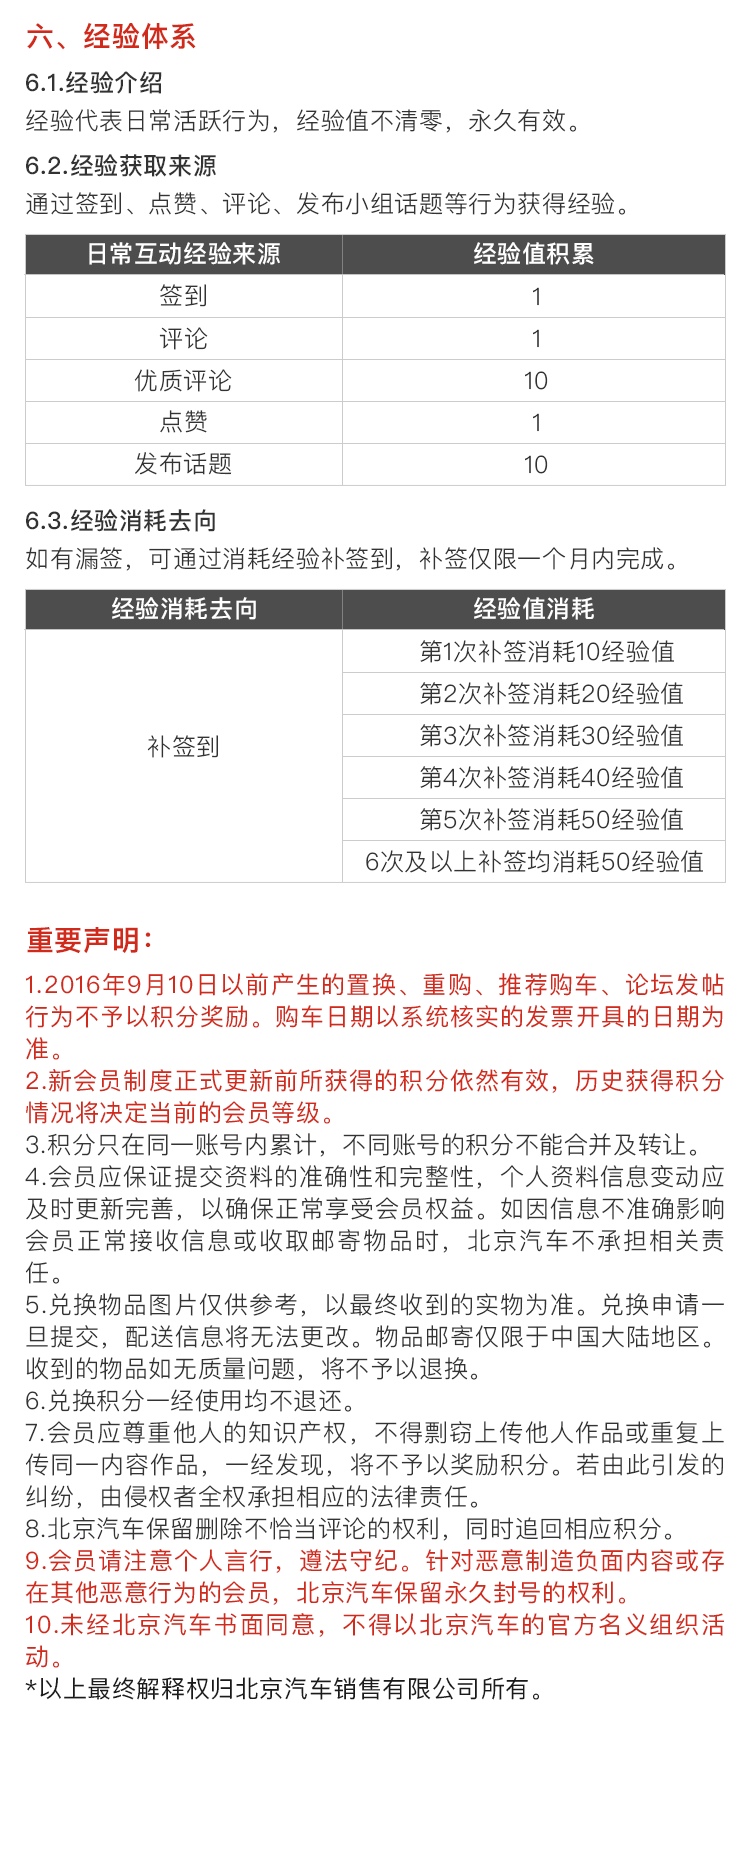 六、经验体系
6.1.经验介绍
经验代表日常活跃行为，经验值不清零，永久有效。
6.2.经验获取来源
通过签到、点赞、评论、发布小组话题等行为获得经验。
日常互动经验来源 经验值积累
签到 1
评论 1
优质评论 10
点赞 1
发布话题 10
6.3.经验消耗去向
如有漏签，可通过消耗经验补签到，补签仅限一个月内完成。
经验消耗去向 经验值消耗
补签到
第1次补签消耗10经验值
第2次补签消耗20经验值
第3次补签消耗30经验值
第4次补签消耗40经验值
第5次补签消耗50经验值
6次及以上补签均消耗50经验值
重要声明：
1.2016年9月10日以前产生的置换、重购、推荐购车、论坛发帖
行为不予以积分奖励。购车日期以系统核实的发票开具的日期为
准。
2.新会员制度正式更新前所获得的积分依然有效，历史获得积分
情况将决定当前的会员等级。
3.积分只在同一账号内累计，不同账号的积分不能合并及转让。
4.会员应保证提交资料的准确性和完整性，个人资料信息变动应
及时更新完善，以确保正常享受会员权益。如因信息不准确影响
会员正常接收信息或收取邮寄物品时，北京汽车不承担相关责
任。
5.兑换物品图片仅供参考，以最终收到的实物为准。兑换申请一
旦提交，配送信息将无法更改。物品邮寄仅限于中国大陆地区。
收到的物品如无质量问题，将不予以退换。
6.兑换积分一经使用均不退还。
7.会员应尊重他人的知识产权，不得剽窃上传他人作品或重复上
传同一内容作品，一经发现，将不予以奖励积分。若由此引发的
纠纷，由侵权者全权承担相应的法律责任。
8.北京汽车保留删除不恰当评论的权利，同时追回相应积分。
9.会员请注意个人言行，遵法守纪。针对恶意制造负面内容或存
在其他恶意行为的会员，北京汽车保留永久封号的权利。
10.未经北京汽车书面同意，不得以北京汽车的官方名义组织活
动。
*以上最终解释权归北京汽车销售有限公司所有。